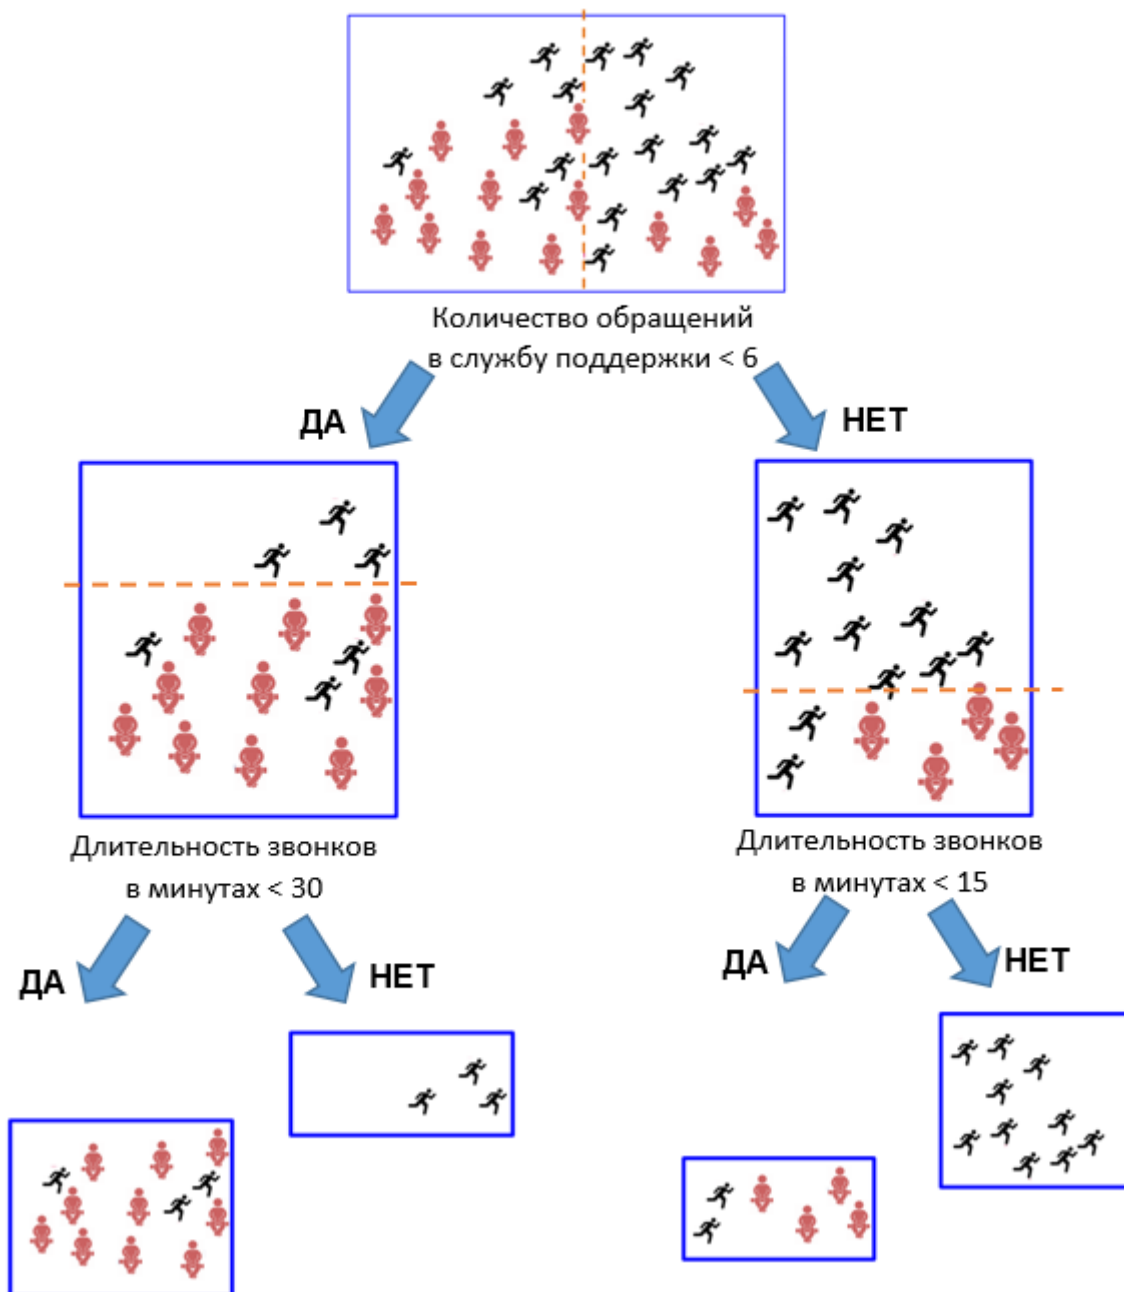 Количество обращений
в службу поддержки < 6
ДА
НЕТ
Длительность звонков
в минутах < 30
Длительность звонков
в минутах < 15
ДА
НЕТ
ДА
НЕТ